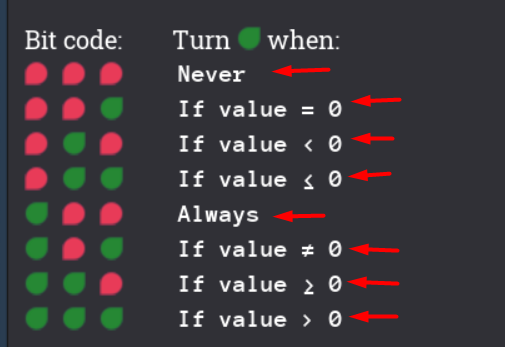 Bit code: Turn when:
Never
If value = 0
If value < 0
If value ≤ 0
Always
If value ≠ 0
If value ≥ 0
If value > 0